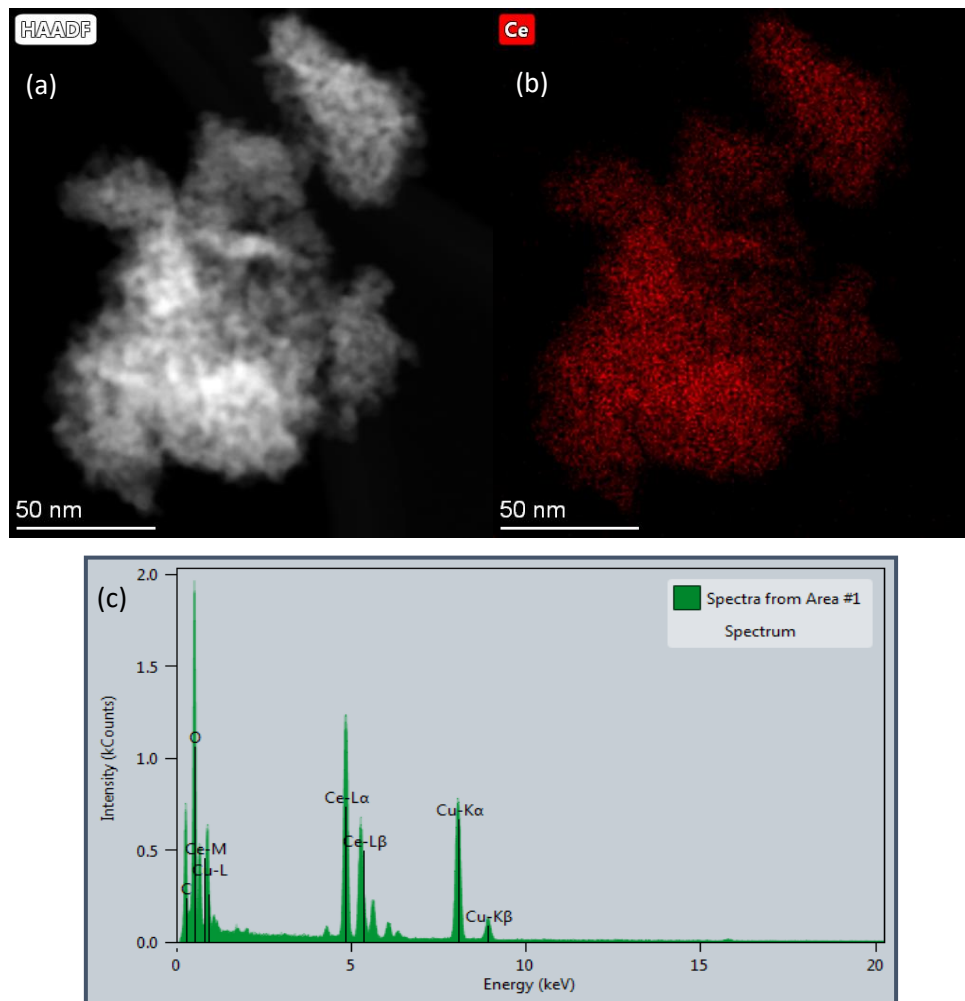 HAADF
Ce
(a)
(b)
50 nm
50 nm
(c)
2.0
1.5
1.0
0.5
0.0
Intensity (kCounts)
Spectra from Area #1
Spectrum
O
Ce-M
Cu-L
C
Ce-Lα
Ce-Lβ
Cu-Kα
Cu-Kβ
0
5
10
15
20
Energy (keV)